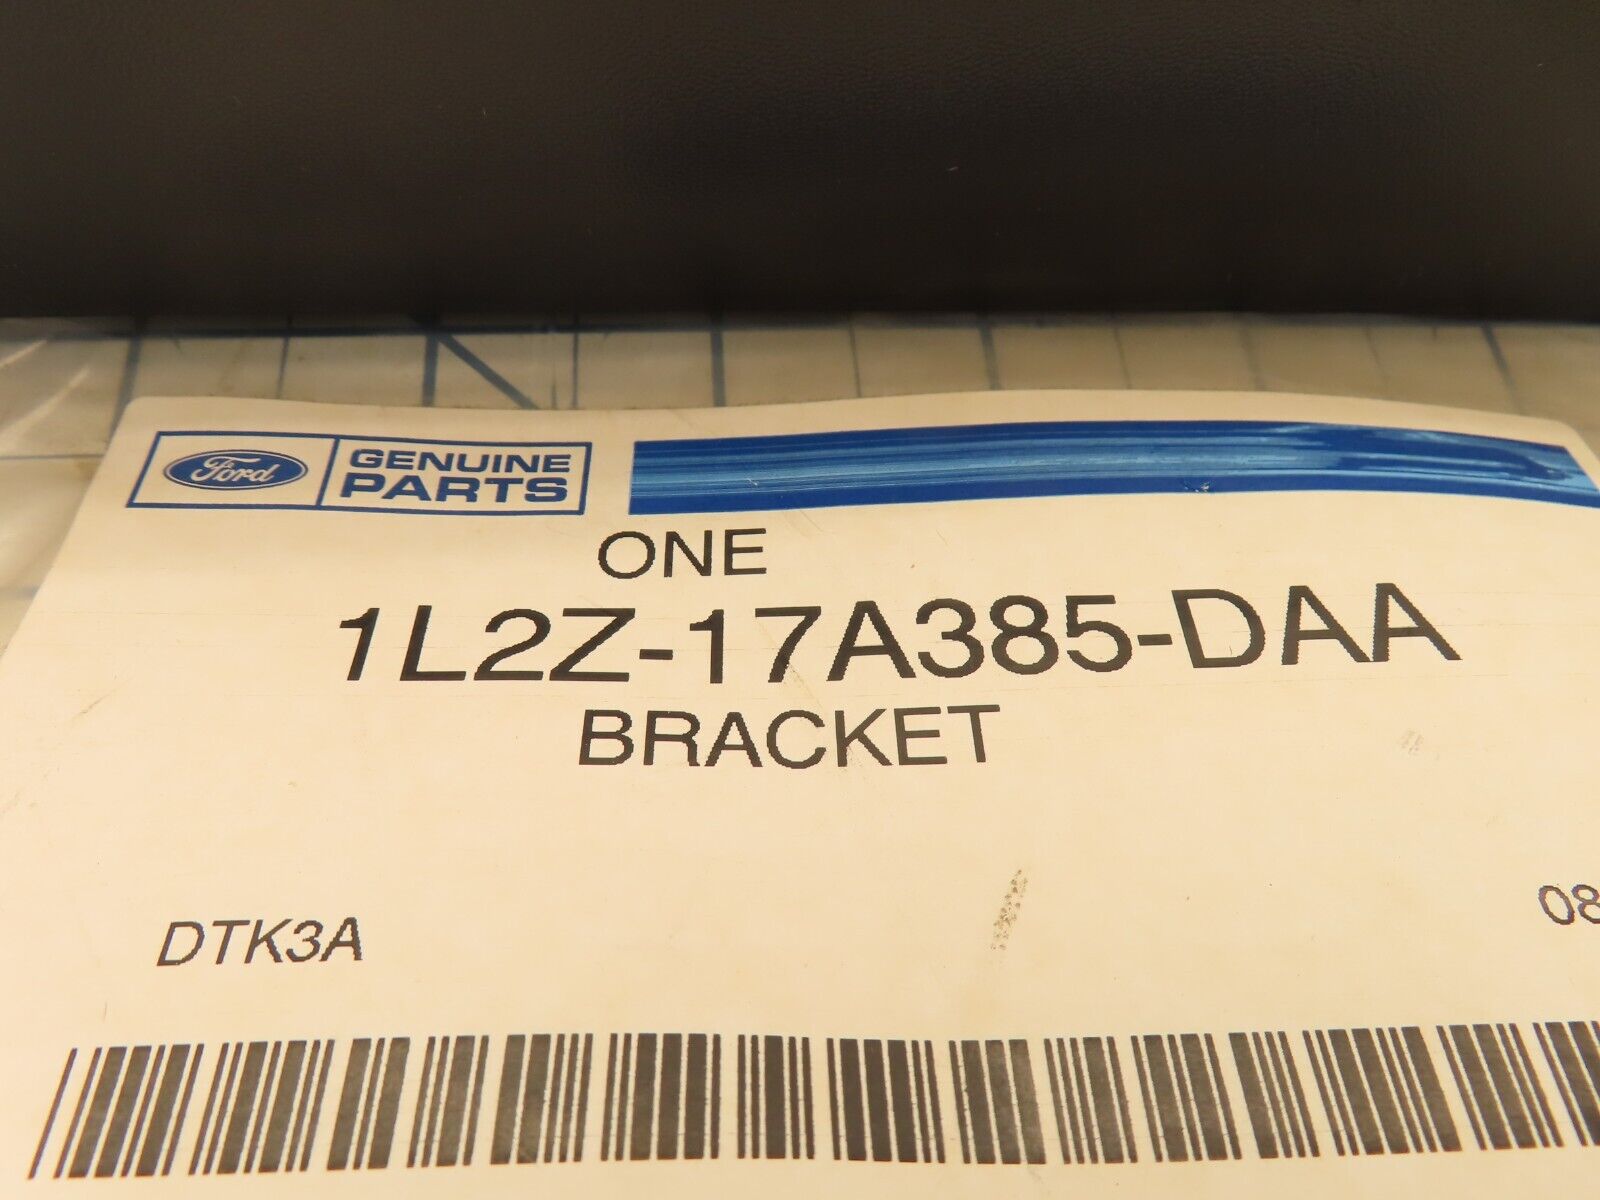 Ford
GENUINE
PARTS
ONE
1L2Z-17A385-DAA
BRACKET
DTK3A
08